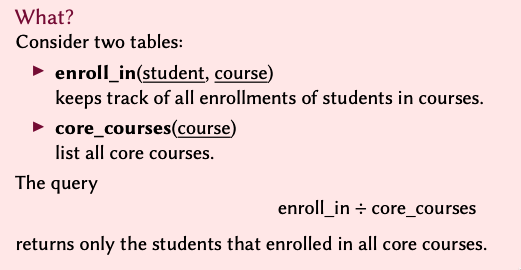 What?
Consider two tables:
▶ enroll_in(student, course)
keeps track of all enrollments of students in courses.
▶ core_courses(course)
list all core courses.
The query
enroll_in ÷ core_courses
returns only the students that enrolled in all core courses.